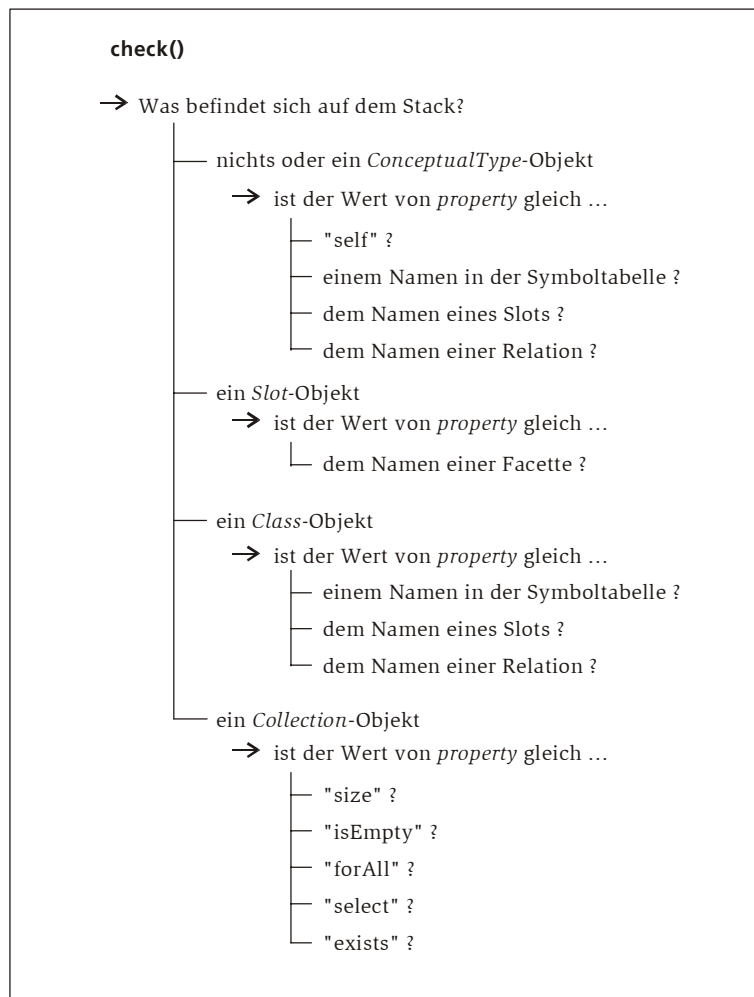 check()
Was befindet sich auf dem Stack?
nichts oder ein ConceptualType-Objekt
ist der Wert von property gleich ...
"self" ?
einem Namen in der Symboltabelle ?
dem Namen eines Slots ?
dem Namen einer Relation ?
ein Slot-Objekt
ist der Wert von property gleich ...
dem Namen einer Facette ?
ein Class-Objekt
ist der Wert von property gleich ...
einem Namen in der Symboltabelle ?
dem Namen eines Slots ?
dem Namen einer Relation ?
ein Collection-Objekt
ist der Wert von property gleich ...
"size" ?
"isEmpty" ?
"forAll" ?
"select" ?
"exists" ?